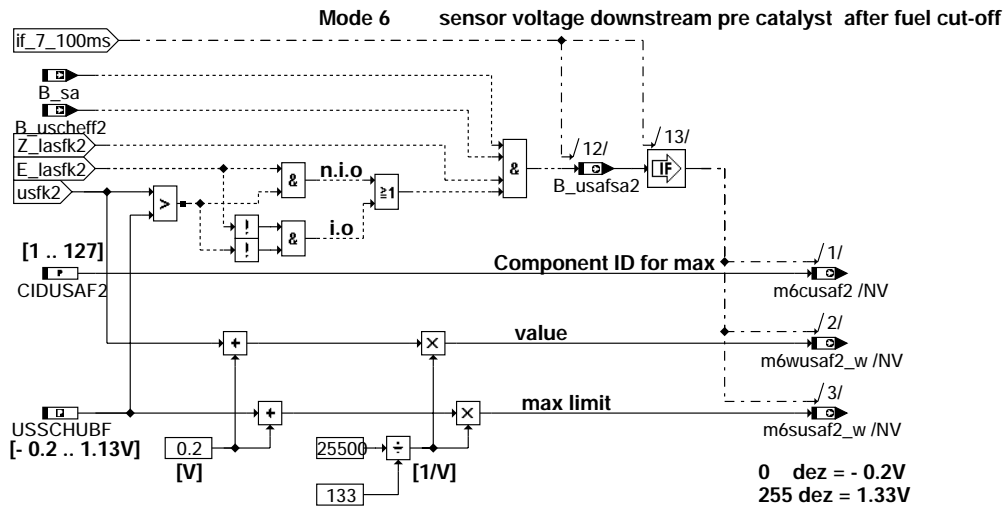 Mode 6 sensor voltage downstream pre catalyst after fuel cut-off
if_7_100ms
B_sa
B_uscheff2
Z_lasfk2
E_lasfk2
usfk2
>
&
n.i.o
≥1
!
!
&
i.o
&
/12/
B_usafsa2
/13/
IF
[1 .. 127]
P
CIDUSAF2
Component ID for max
/1/
m6cusaf2 /NV
+
×
value
/2/
m6wusaf2_w /NV
P
USSCHUBF
[- 0.2 .. 1.13V]
+
×
max limit
/3/
m6susaf2_w /NV
0.2
[V]
25500
÷
[1/V]
133
0 dez = - 0.2V
255 dez = 1.33V